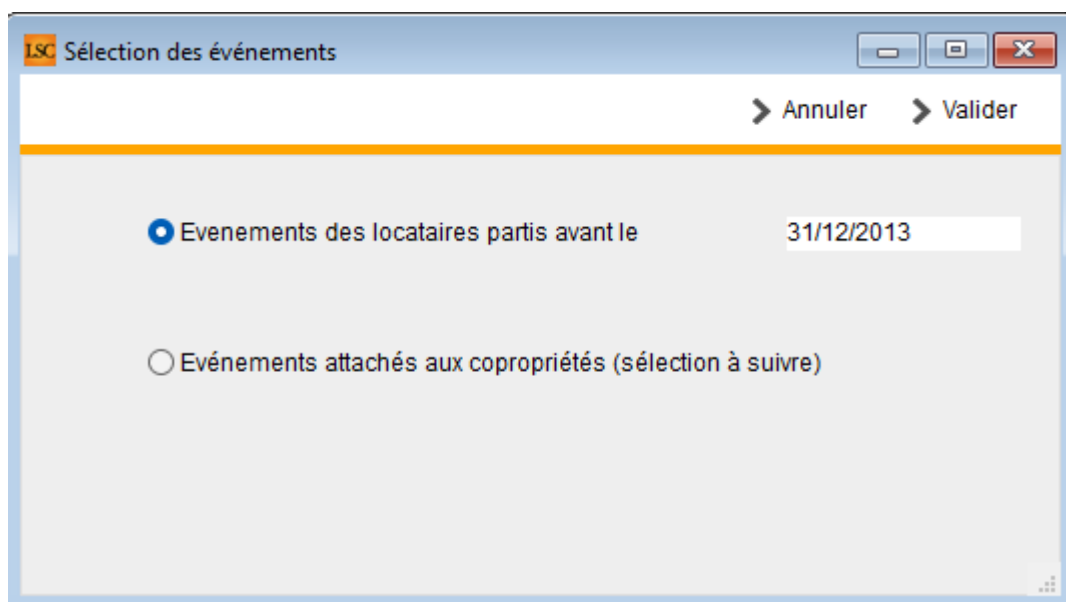 LSC Sélection des événements
Annuler Valider
Evenements des locataires partis avant le 31/12/2013
Evénements attachés aux copropriétés (sélection à suivre)